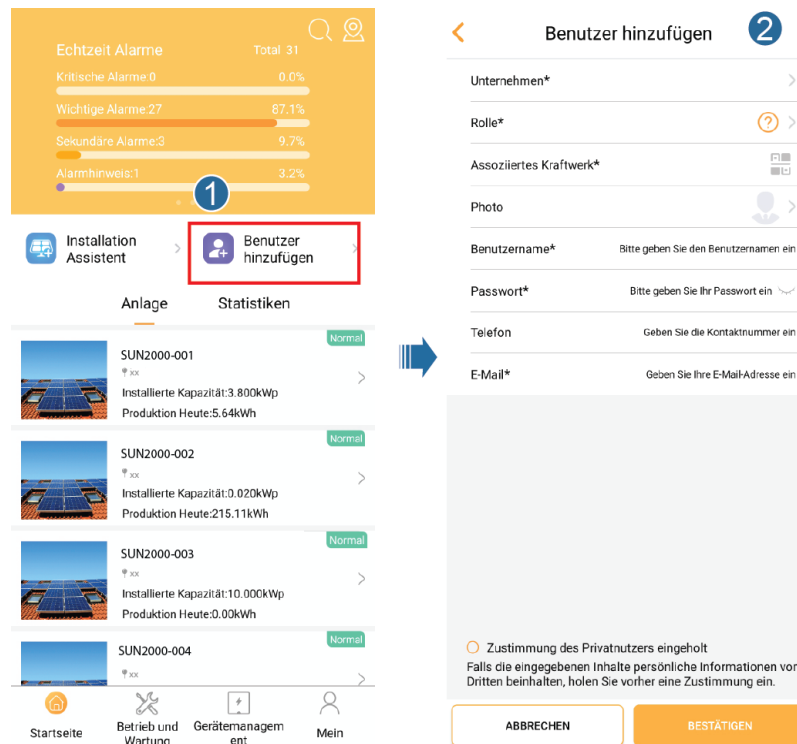 Echtzeit Alarme Total 31
Kritische Alarme:0 0.0%
Wichtige Alarme:27 87.1%
Sekundäre Alarme:3 9.7%
Alarmhinweis:1 3.2%
1
Installation
Assistent
Benutzer
hinzufügen
Anlage Statistiken
Normal
SUN2000-001
xx
Installierte Kapazität:3.800kWp
Produktion Heute:5.64kWh
Normal
SUN2000-002
xx
Installierte Kapazität:0.020kWp
Produktion Heute:215.11kWh
Normal
SUN2000-003
xx
Installierte Kapazität:10.000kWp
Produktion Heute:0.00kWh
Normal
SUN2000-004
xx
Startseite
Betrieb und
Wartung
Gerätemanagem
ent
Mein
Benutzer hinzufügen 2
Unternehmen*
Rolle* ?
Assoziiertes Kraftwerk*
Photo
Benutzername* Bitte geben Sie den Benutzernamen ein
Passwort* Bitte geben Sie Ihr Passwort ein
Telefon Geben Sie die Kontaktnummer ein
E-Mail* Geben Sie Ihre E-Mail-Adresse ein
Zustimmung des Privatnutzers eingeholt
Falls die eingegebenen Inhalte persönliche Informationen von
Dritten beinhalten, holen Sie vorher eine Zustimmung ein.
ABBRECHEN BESTÄTIGEN